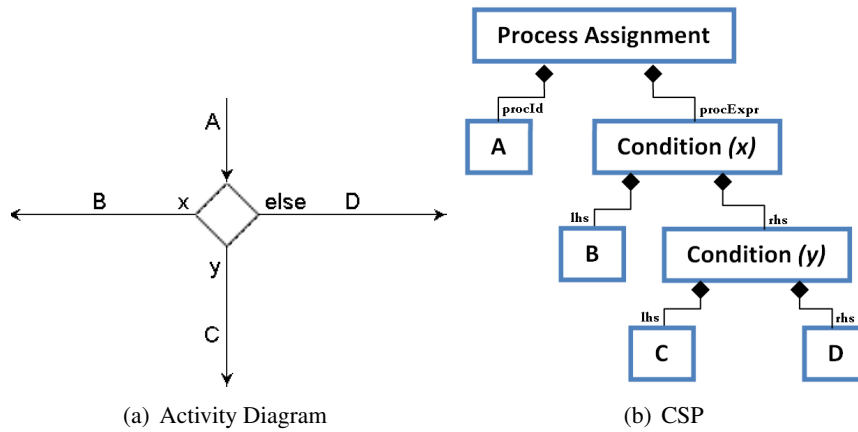 A
B
x
else
D
y
C
(a) Activity Diagram
Process Assignment
procId
procExpr
A
Condition (x)
lhs
rhs
B
Condition (y)
lhs
rhs
C
D
(b) CSP